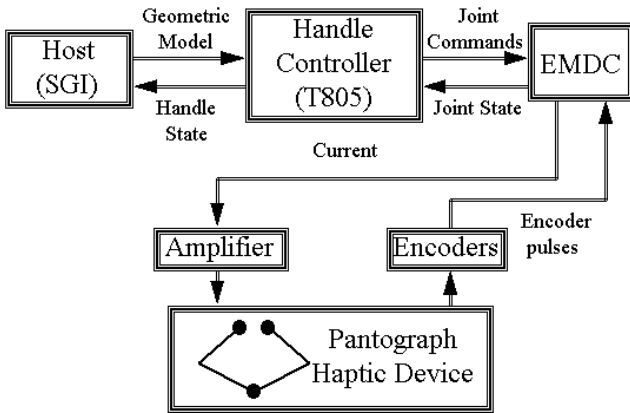 Geometric
Model
Joint
Commands
Host
(SGI)
Handle
Controller
(T805)
EMDC
Handle
State
Joint State
Current
Amplifier
Encoders
Encoder
pulses
Pantograph
Haptic Device